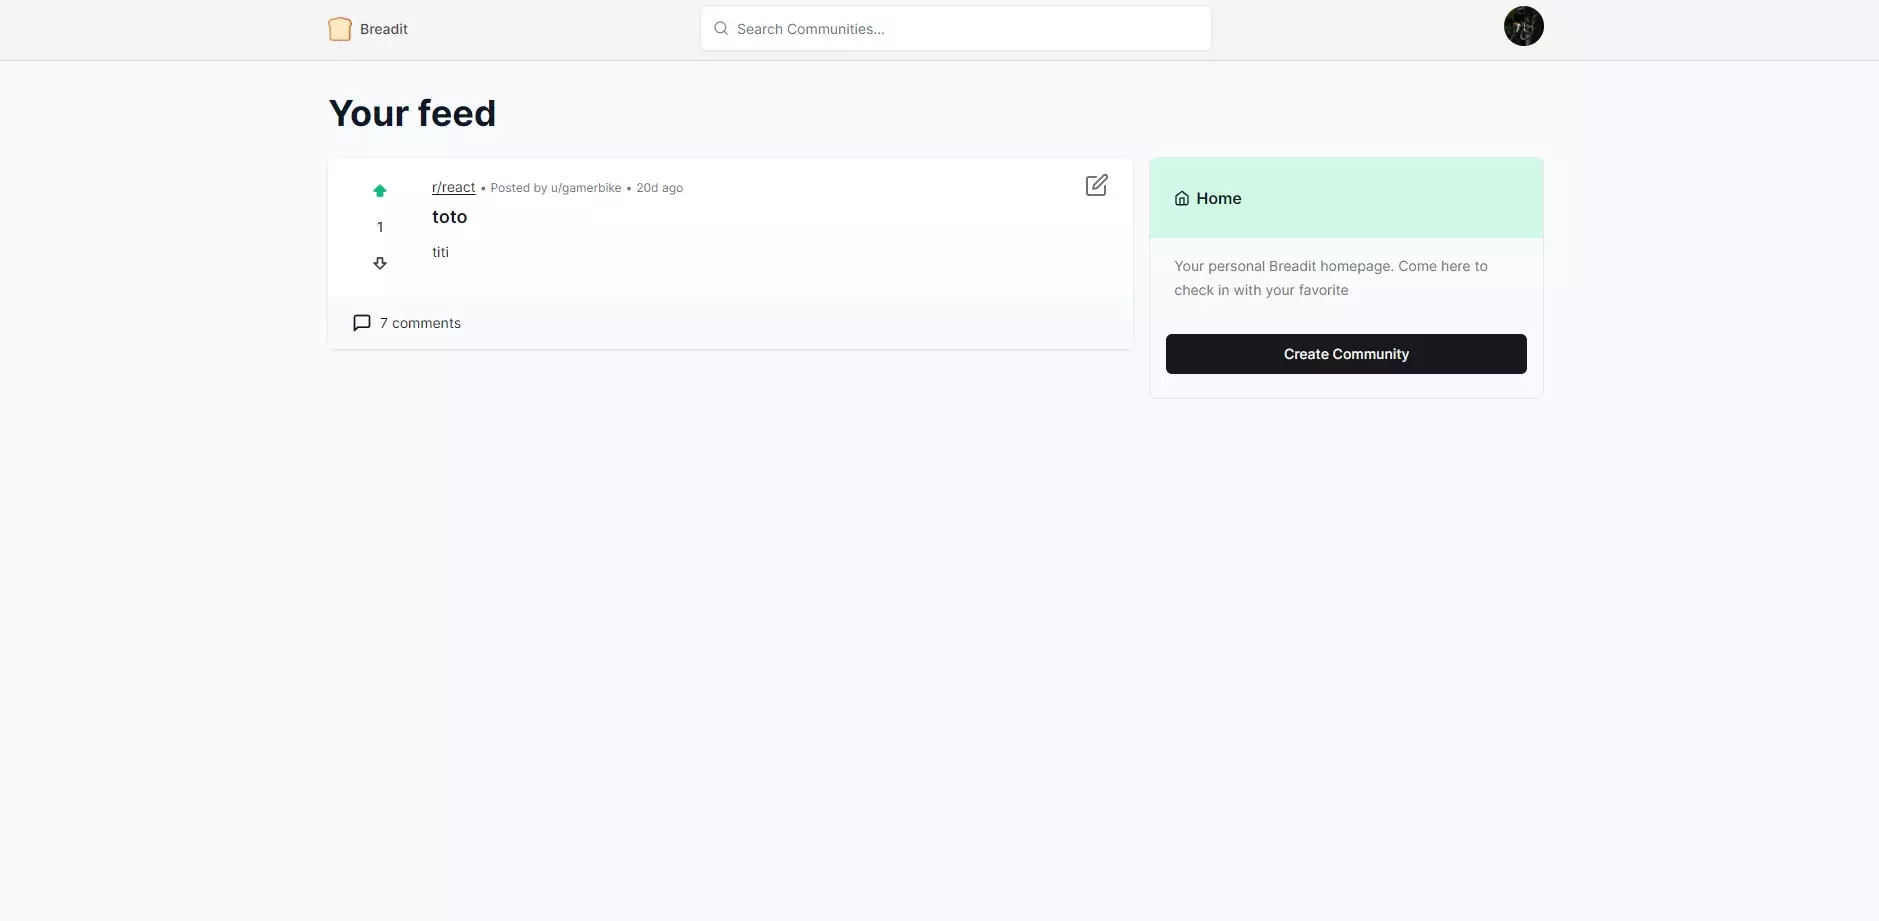 Breadit
Search Communities...
Your feed
r/react • Posted by u/gamerbike • 20d ago
toto
1
titi
7 comments
Home
Your personal Breadit homepage. Come here to
check in with your favorite
Create Community